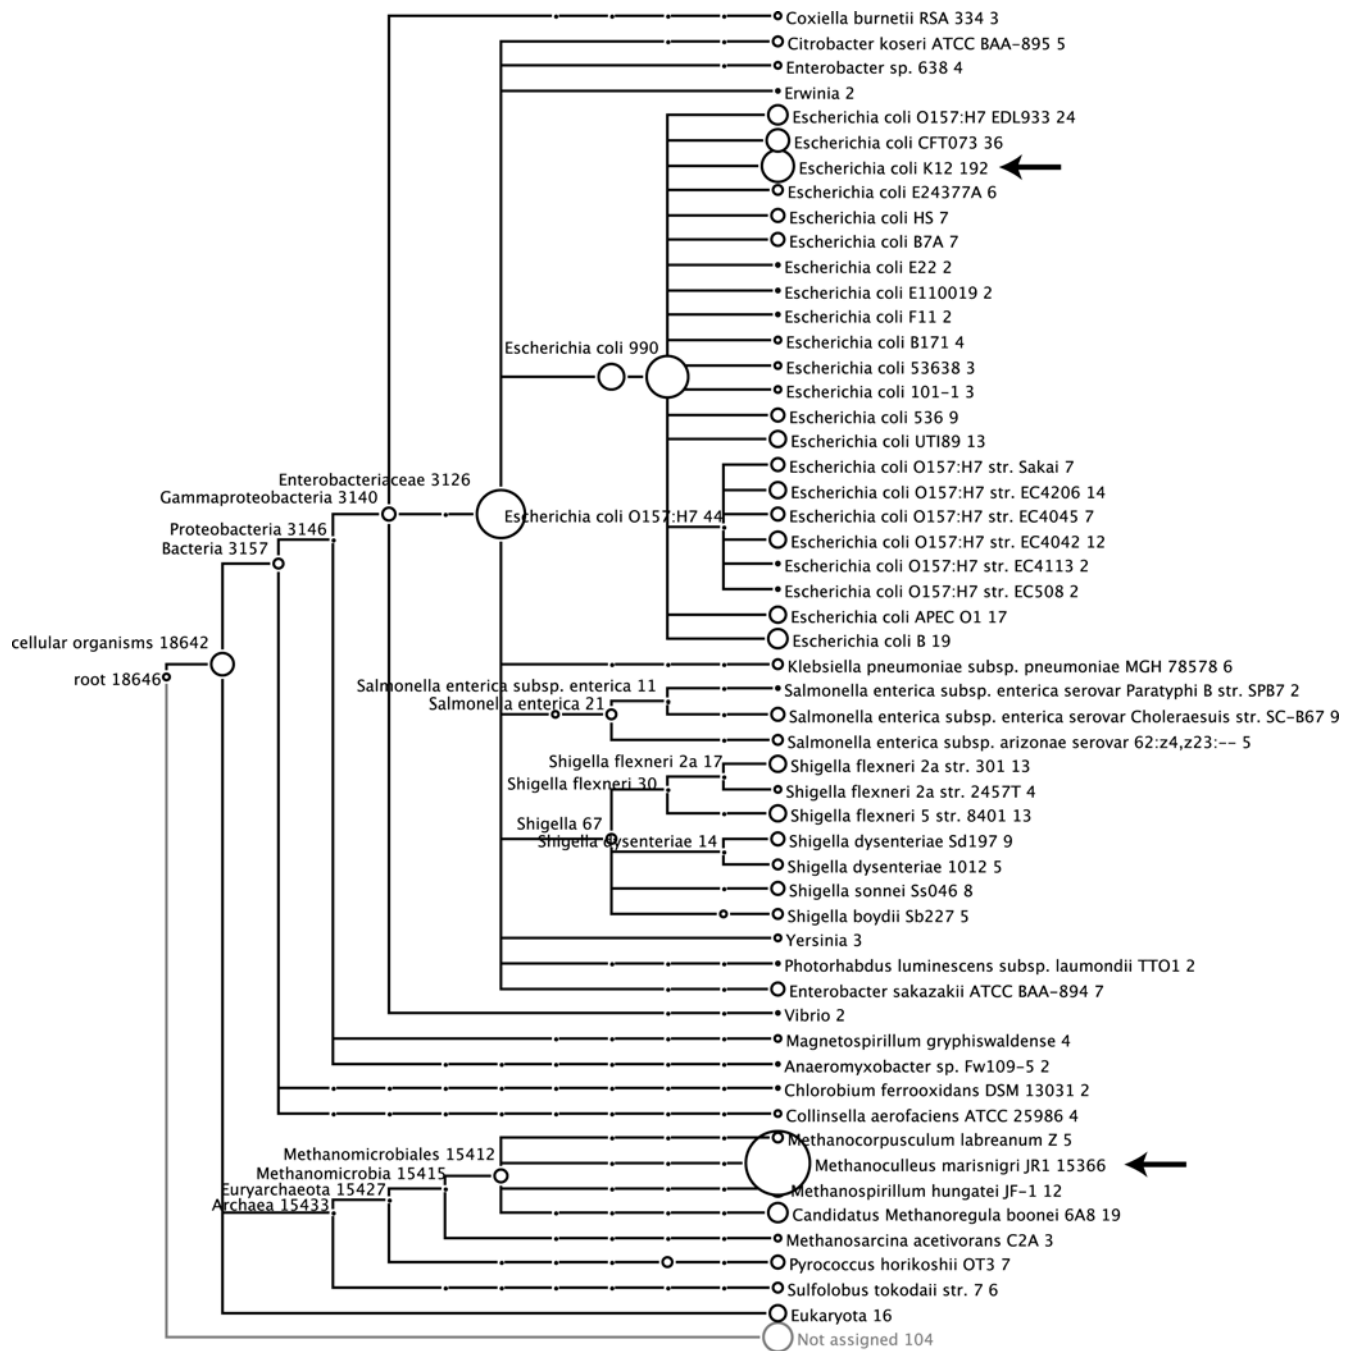 Coxiella burnetii RSA 334 3
Citrobacter koseri ATCC BAA-895 5
Enterobacter sp. 638 4
Erwinia 2
Escherichia coli O157:H7 EDL933 24
Escherichia coli CFT073 36
Escherichia coli K12 192
Escherichia coli E24377A 6
Escherichia coli HS 7
Escherichia coli B7A 7
Escherichia coli E22 2
Escherichia coli E110019 2
Escherichia coli F11 2
Escherichia coli B171 4
Escherichia coli 990
Escherichia coli 53638 3
Escherichia coli 101-1 3
Escherichia coli 536 9
Escherichia coli UTI89 13
Escherichia coli O157:H7 str. Sakai 7
Enterobacteriaceae 3126
Escherichia coli O157:H7 str. EC4206 14
Gammaproteobacteria 3140
Escherichia coli O157:H7 44
Escherichia coli O157:H7 str. EC4045 7
Proteobacteria 3146
Escherichia coli O157:H7 str. EC4042 12
Bacteria 3157
Escherichia coli O157:H7 str. EC4113 2
Escherichia coli O157:H7 str. EC508 2
Escherichia coli APEC O1 17
Escherichia coli B 19
cellular organisms 18642
Klebsiella pneumoniae subsp. pneumoniae MGH 78578 6
root 18646
Salmonella enterica subsp. enterica 11
Salmonella enterica subsp. enterica serovar Paratyphi B str. SPB7 2
Salmonella enterica 21
Salmonella enterica subsp. enterica serovar Choleraesuis str. SC-B67 9
Salmonella enterica subsp. arizonae serovar 62:z4,z23:-- 5
Shigella flexneri 2a 17
Shigella flexneri 2a str. 301 13
Shigella flexneri 30
Shigella flexneri 2a str. 2457T 4
Shigella flexneri 5 str. 8401 13
Shigella 67
Shigella dysenteriae 14
Shigella dysenteriae Sd197 9
Shigella dysenteriae 1012 5
Shigella sonnei Ss046 8
Shigella boydii Sb227 5
Yersinia 3
Photorhabdus luminescens subsp. laumondii TTO1 2
Enterobacter sakazakii ATCC BAA-894 7
Vibrio 2
Magnetospirillum gryphiswaldense 4
Anaeromyxobacter sp. Fw109-5 2
Chlorobium ferrooxidans DSM 13031 2
Collinsella aerofaciens ATCC 25986 4
Methanocorpusculum labreanum Z 5
Methanomicrobiales 15412
Methanoculleus marisnigri JR1 15366
Methanomicrobia 15415
Euryarchaeota 15427
Methanospirillum hungatei JF-1 12
Archaea 15433
Candidatus Methanoregula boonei 6A8 19
Methanosarcina acetivorans C2A 3
Pyrococcus horikoshii OT3 7
Sulfolobus tokodaii str. 7 6
Eukaryota 16
Not assigned 104